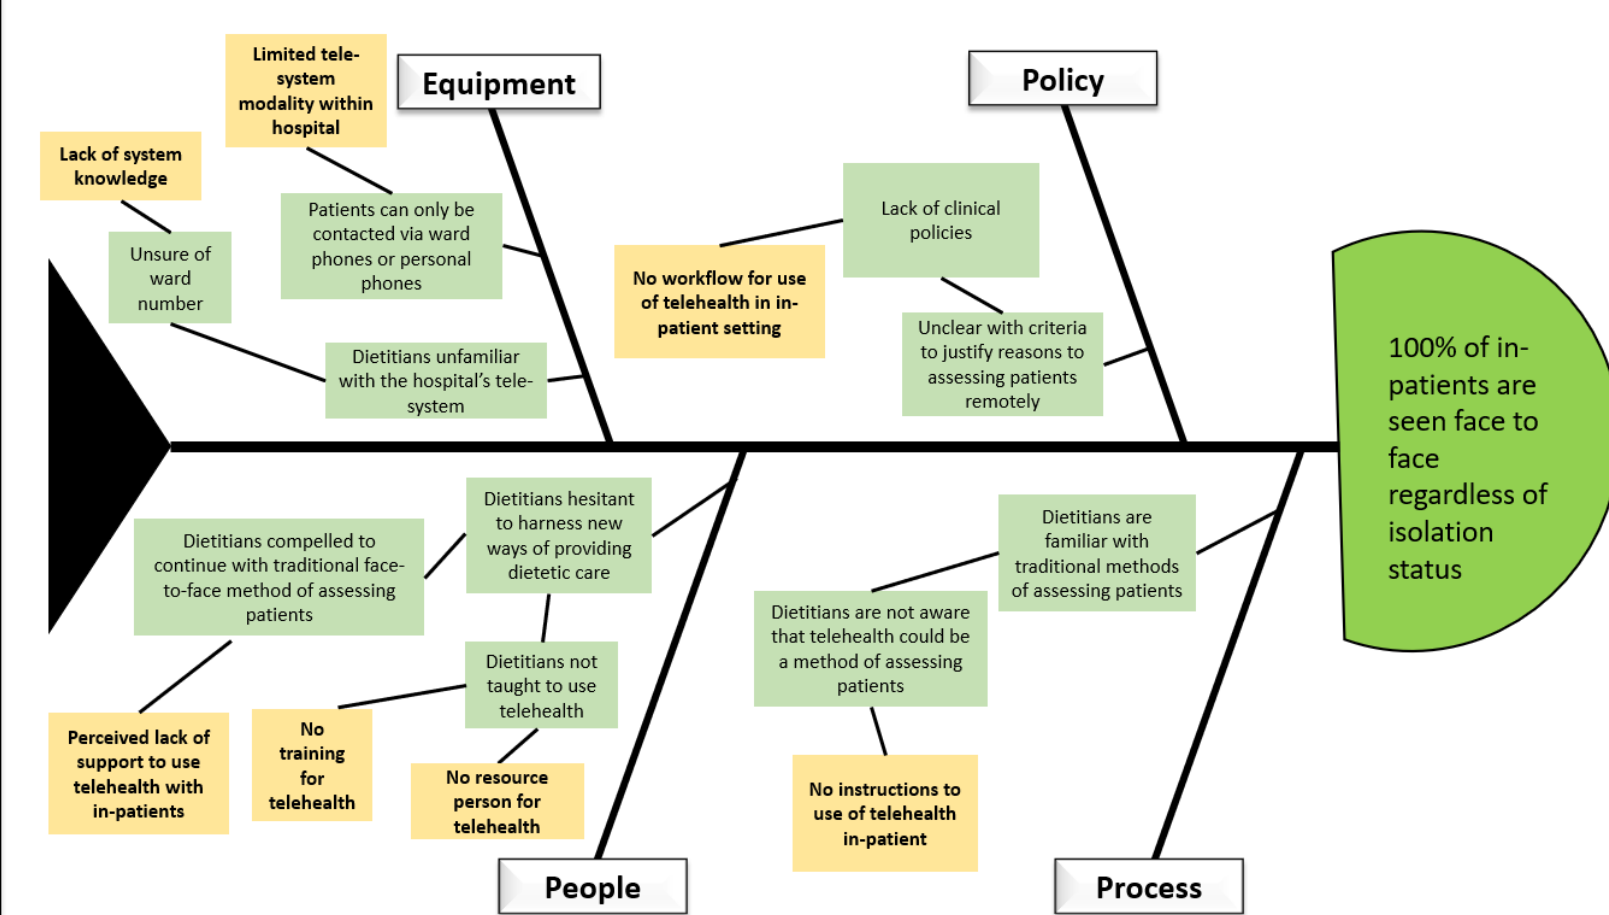 Limited tele-
system
modality within
hospital
Equipment
Policy
Lack of system
knowledge
Patients can only be
contacted via ward
phones or personal
phones
Unsure of
ward
number
Dietitians unfamiliar
with the hospital's tele-
system
Lack of clinical
policies
No workflow for use
of telehealth in in-
patient setting
Unclear with criteria
to justify reasons to
assessing patients
remotely
100% of in-
patients are
seen face to
face
regardless of
isolation
status
Dietitians hesitant
to harness new
ways of providing
dietetic care
Dietitians compelled to
continue with traditional face-
to-face method of assessing
patients
Dietitians not
taught to use
telehealth
Perceived lack of
support to use
telehealth with
in-patients
No
training
for
telehealth
No resource
person for
telehealth
Dietitians are
familiar with
traditional methods
of assessing patients
Dietitians are not aware
that telehealth could be
a method of assessing
patients
No instructions to
use of telehealth
in-patient
People
Process